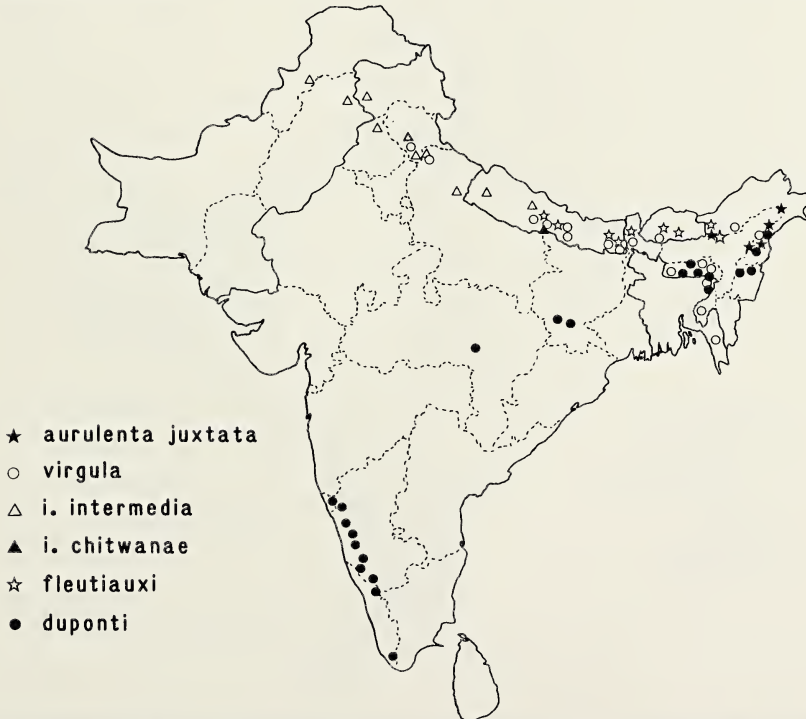 aurulenta juxtata
virgula
i. intermedia
i. chitwanae
fleutiauxi
duponti